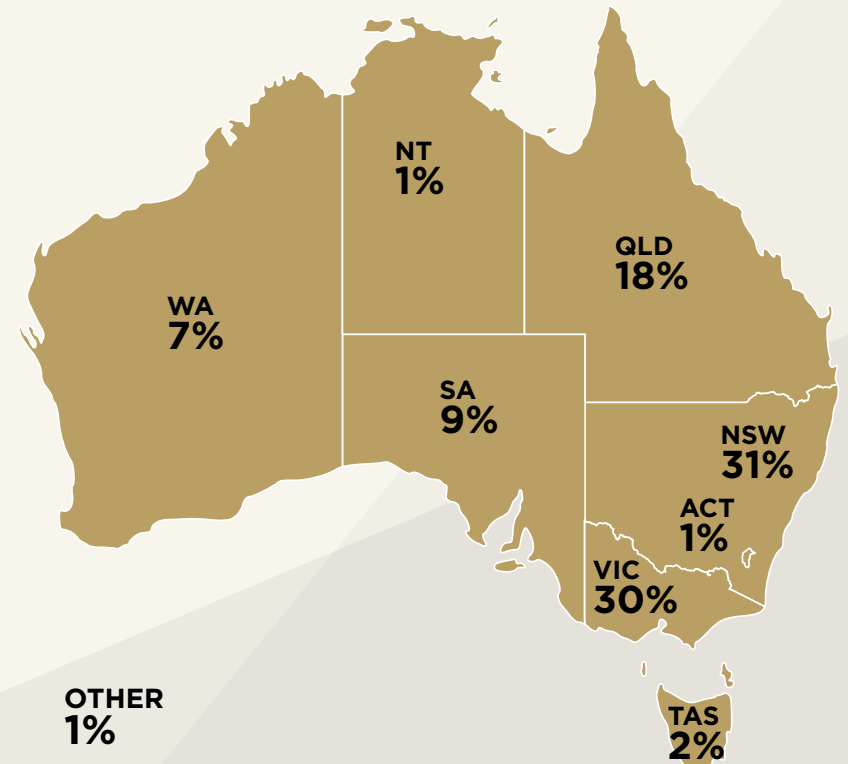 NT
1%
QLD
18%
WA
7%
SA
9%
NSW
31%
ACT
1%
VIC
30%
OTHER
1%
TAS
2%